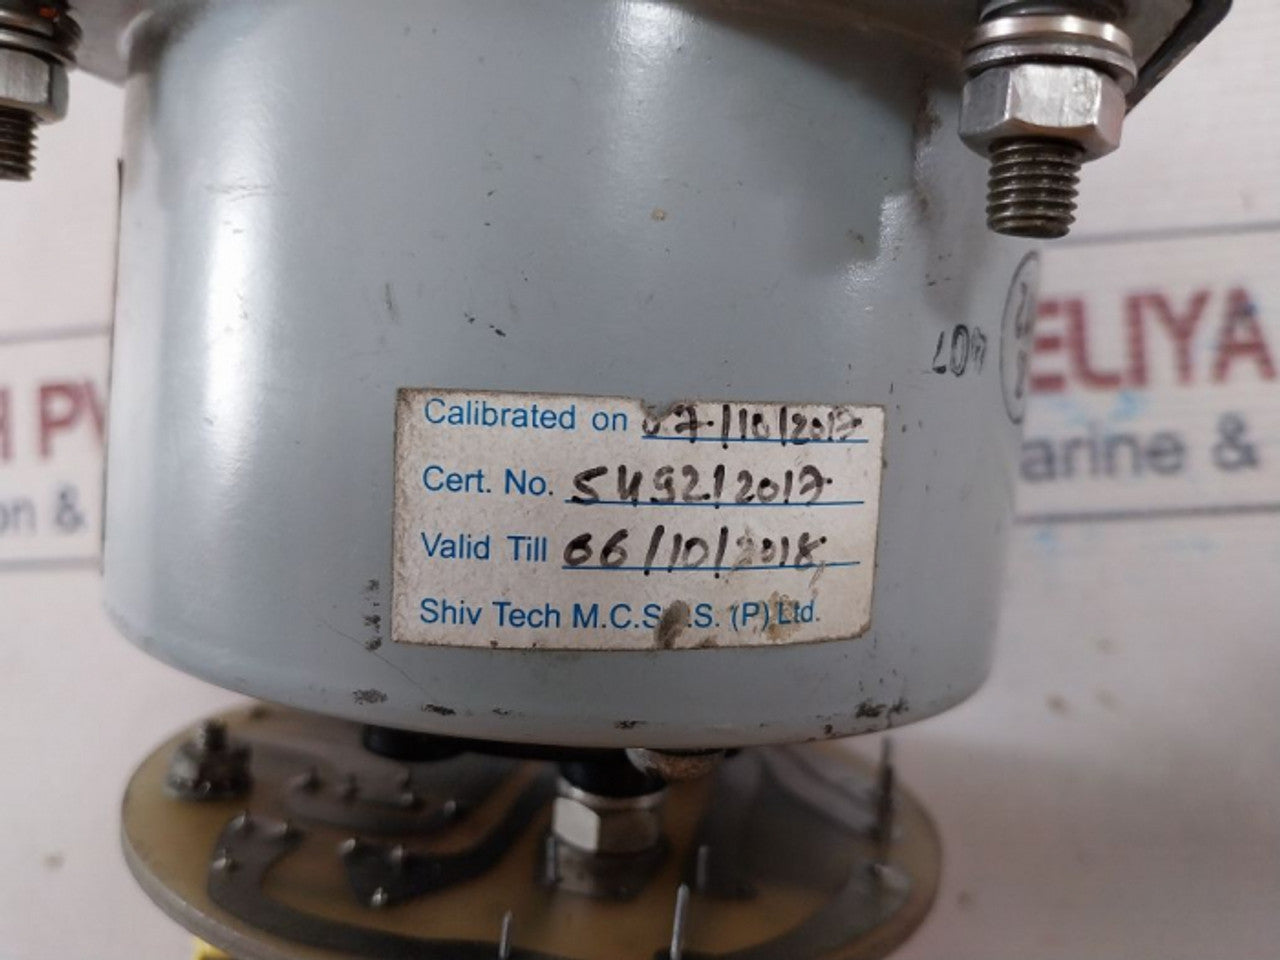 Calibrated on 07/10/2017
Cert. No. 5492/2017
Valid Till 06/10/2018
Shiv Tech M.C.S. .S. (P) Ltd.
ELIYA
arine &
H PV
on &